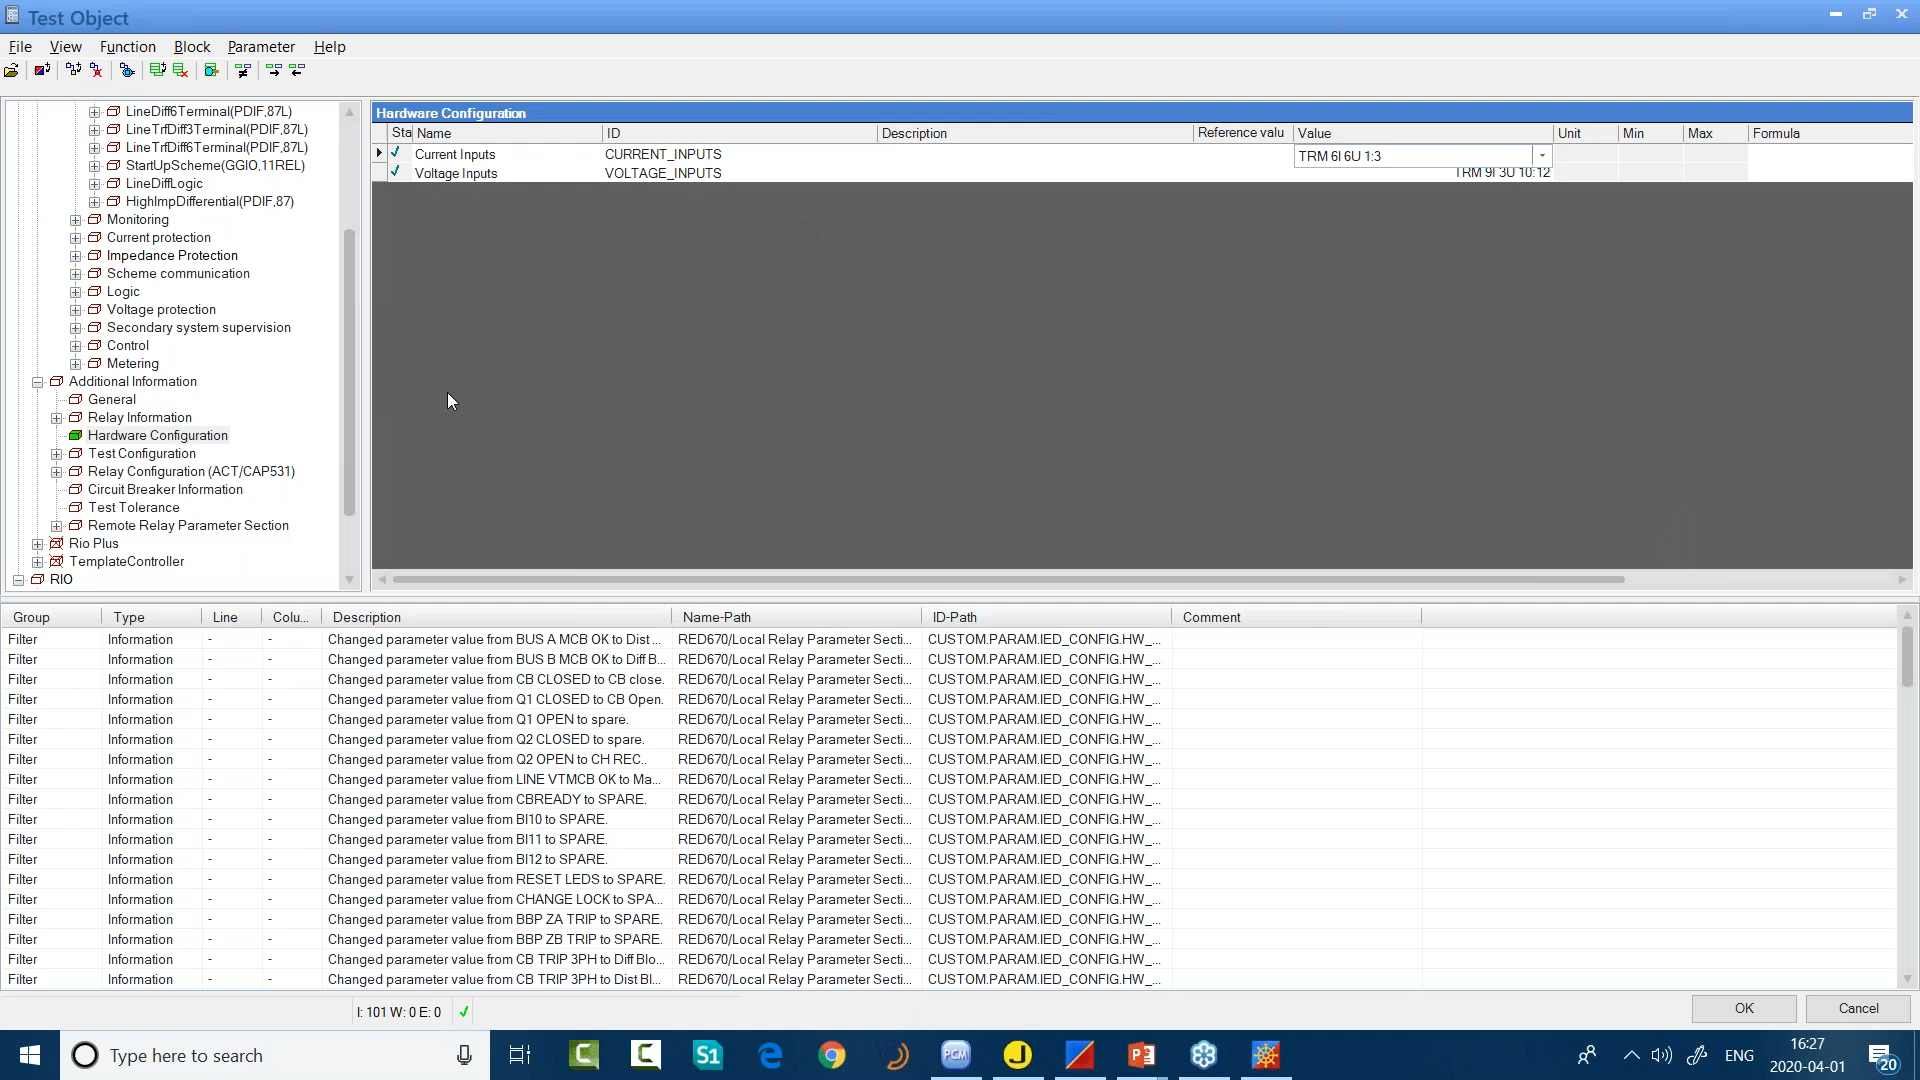 Test Object
File View Function Block Parameter Help
LineDiff6Terminal(PDIF,87L)
LineTrfDiff3Terminal(PDIF,87L)
LineTrfDiff6Terminal(PDIF,87L)
StartUpScheme(GGIO,11REL)
LineDiffLogic
HighImpDifferential(PDIF,87)
Monitoring
Current protection
Impedance Protection
Scheme communication
Logic
Voltage protection
Secondary system supervision
Control
Metering
Additional Information
General
Relay Information
Hardware Configuration
Test Configuration
Relay Configuration (ACT/CAP531)
Circuit Breaker Information
Test Tolerance
Remote Relay Parameter Section
Rio Plus
TemplateController
RIO
Hardware Configuration
Sta Name ID Description Reference valu Value Unit Min Max Formula
Current Inputs CURRENT_INPUTS TRM 6I 6U 1:3
Voltage Inputs VOLTAGE_INPUTS TRM 9I 3U 10:12
Group Type Line Colu... Description Name-Path ID-Path Comment
Filter Information - - Changed parameter value from BUS A MCB OK to Dist ... RED670/Local Relay Parameter Secti... CUSTOM.PARAM.IED_CONFIG.HW_...
Filter Information - - Changed parameter value from BUS B MCB OK to Diff B... RED670/Local Relay Parameter Secti... CUSTOM.PARAM.IED_CONFIG.HW_...
Filter Information - - Changed parameter value from CB CLOSED to CB close. RED670/Local Relay Parameter Secti... CUSTOM.PARAM.IED_CONFIG.HW_...
Filter Information - - Changed parameter value from Q1 CLOSED to CB Open. RED670/Local Relay Parameter Secti... CUSTOM.PARAM.IED_CONFIG.HW_...
Filter Information - - Changed parameter value from Q1 OPEN to spare. RED670/Local Relay Parameter Secti... CUSTOM.PARAM.IED_CONFIG.HW_...
Filter Information - - Changed parameter value from Q2 CLOSED to spare. RED670/Local Relay Parameter Secti... CUSTOM.PARAM.IED_CONFIG.HW_...
Filter Information - - Changed parameter value from Q2 OPEN to CH REC.. RED670/Local Relay Parameter Secti... CUSTOM.PARAM.IED_CONFIG.HW_...
Filter Information - - Changed parameter value from LINE VTMCB OK to Ma... RED670/Local Relay Parameter Secti... CUSTOM.PARAM.IED_CONFIG.HW_...
Filter Information - - Changed parameter value from CBREADY to SPARE. RED670/Local Relay Parameter Secti... CUSTOM.PARAM.IED_CONFIG.HW_...
Filter Information - - Changed parameter value from BI10 to SPARE. RED670/Local Relay Parameter Secti... CUSTOM.PARAM.IED_CONFIG.HW_...
Filter Information - - Changed parameter value from BI11 to SPARE. RED670/Local Relay Parameter Secti... CUSTOM.PARAM.IED_CONFIG.HW_...
Filter Information - - Changed parameter value from BI12 to SPARE. RED670/Local Relay Parameter Secti... CUSTOM.PARAM.IED_CONFIG.HW_...
Filter Information - - Changed parameter value from RESET LEDS to SPARE. RED670/Local Relay Parameter Secti... CUSTOM.PARAM.IED_CONFIG.HW_...
Filter Information - - Changed parameter value from CHANGE LOCK to SPA... RED670/Local Relay Parameter Secti... CUSTOM.PARAM.IED_CONFIG.HW_...
Filter Information - - Changed parameter value from BBP ZA TRIP to SPARE. RED670/Local Relay Parameter Secti... CUSTOM.PARAM.IED_CONFIG.HW_...
Filter Information - - Changed parameter value from BBP ZB TRIP to SPARE. RED670/Local Relay Parameter Secti... CUSTOM.PARAM.IED_CONFIG.HW_...
Filter Information - - Changed parameter value from CB TRIP 3PH to Diff Blo... RED670/Local Relay Parameter Secti... CUSTOM.PARAM.IED_CONFIG.HW_...
Filter Information - - Changed parameter value from CB TRIP 3PH to Dist Bl... RED670/Local Relay Parameter Secti... CUSTOM.PARAM.IED_CONFIG.HW_...
I: 101 W: 0 E: 0
OK Cancel
Type here to search
S1
PCM
ENG
16:27
2020-04-01
20